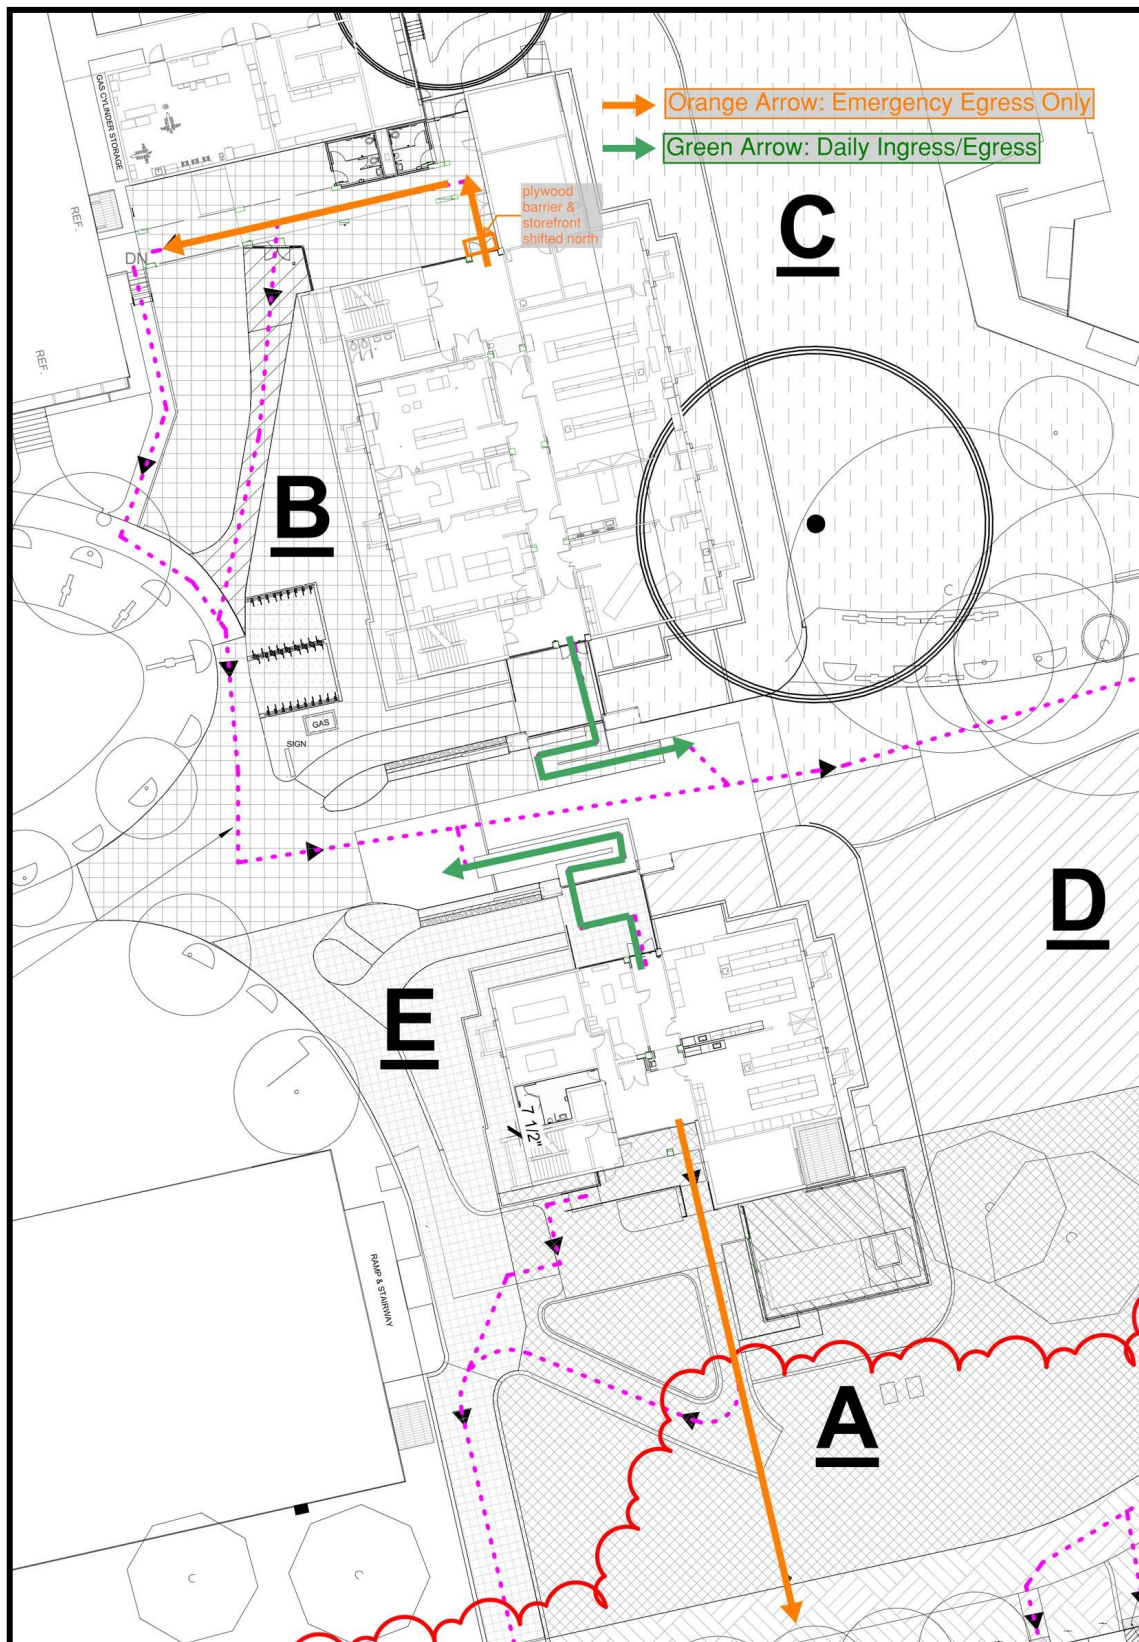 GAS CYLINDER STORAGE
Orange Arrow: Emergency Egress Only
Green Arrow: Daily Ingress/Egress
plywood
barrier &
storefront
shifted north
REF.
C
DN
REF.
B
GAS
SIGN
D
E
7 1/2"
RAMP & STAIRWAY
A